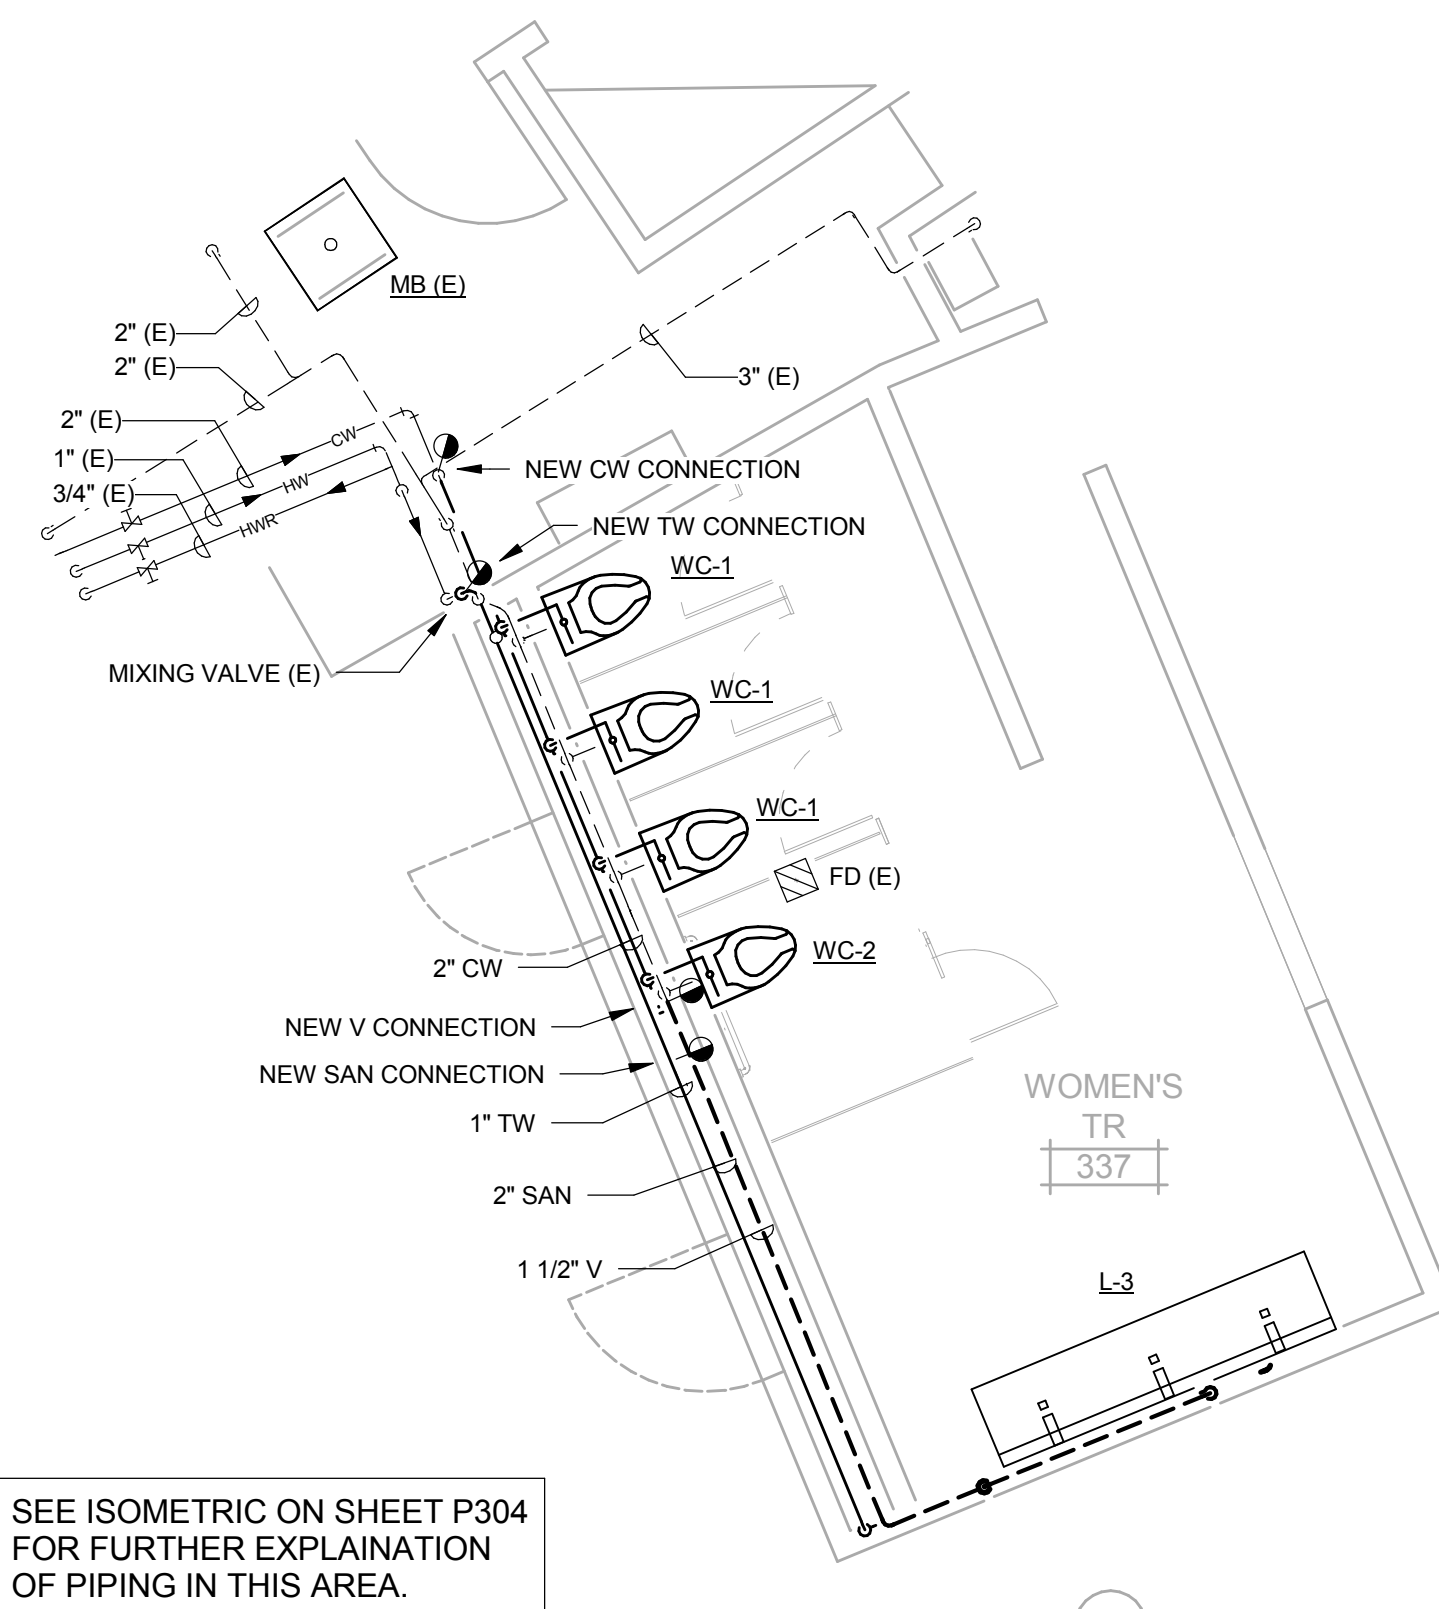 MB (E)
2" (E)
2" (E)
3" (E)
2" (E)
CW
1" (E)
HW
3/4" (E)
HWR
NEW CW CONNECTION
NEW TW CONNECTION
WC-1
MIXING VALVE (E)
WC-1
WC-1
FD (E)
WC-2
2" CW
NEW V CONNECTION
NEW SAN CONNECTION
WOMEN'S
TR
337
1" TW
2" SAN
1 1/2" V
L-3
SEE ISOMETRIC ON SHEET P304
FOR FURTHER EXPLAINATION
OF PIPING IN THIS AREA.